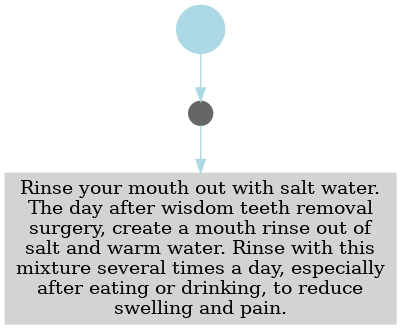 Rinse your mouth out with salt water.
The day after wisdom teeth removal
surgery, create a mouth rinse out of
salt and warm water. Rinse with this
mixture several times a day, especially
after eating or drinking, to reduce
swelling and pain.